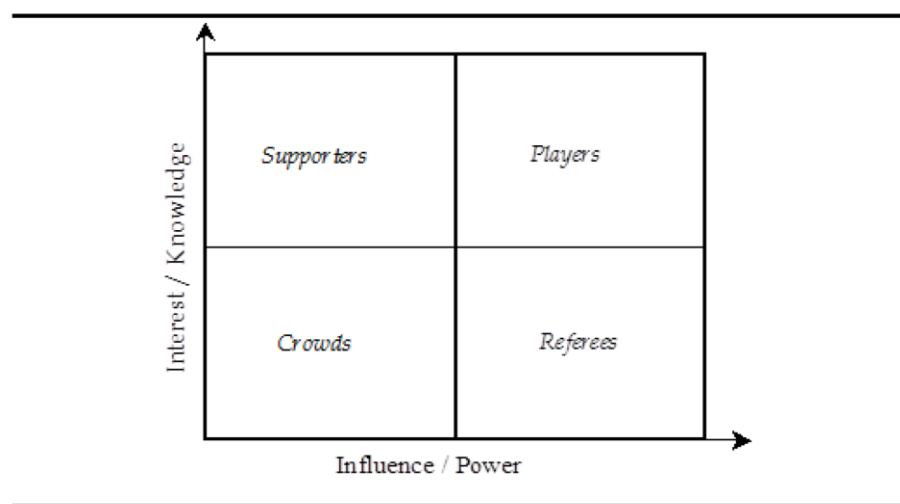 Supporters
Players
Interest / Knowledge
Crowds
Referees
Influence / Power